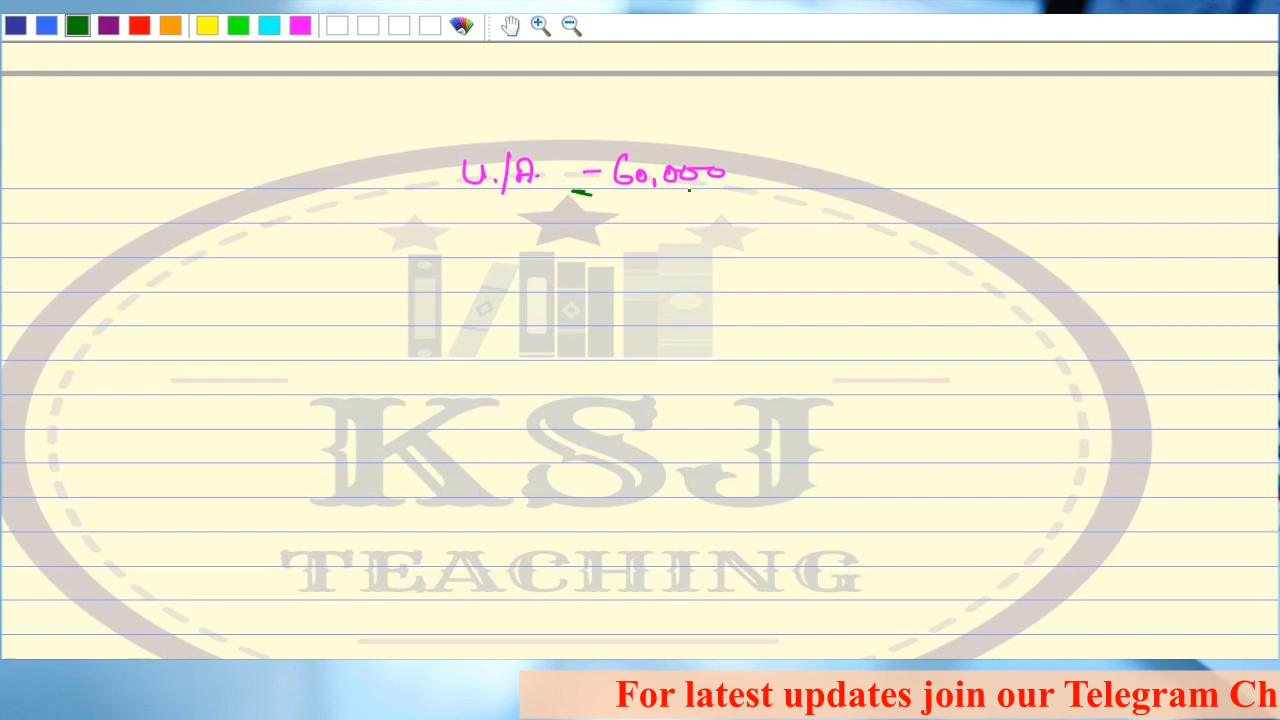 U./A. - 60,000
KSJ
TEACHING
For latest updates join our Telegram Ch